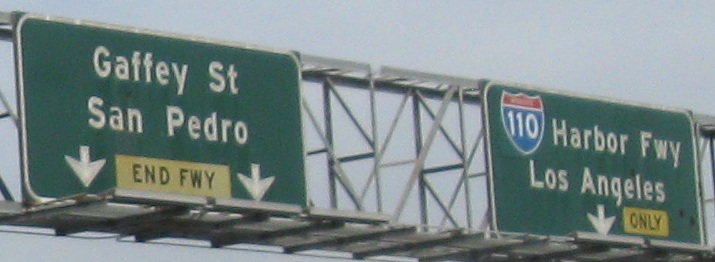 Gaffey St
San Pedro
END FWY
110
Harbor Fwy
Los Angeles
ONLY